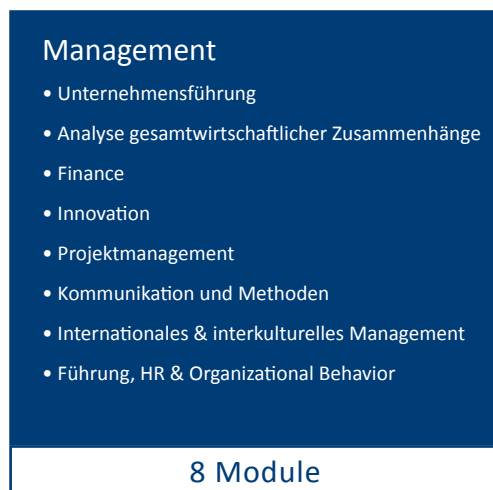 Management
• Unternehmensführung
• Analyse gesamtwirtschaftlicher Zusammenhänge
• Finance
• Innovation
• Projektmanagement
• Kommunikation und Methoden
• Internationales & interkulturelles Management
• Führung, HR & Organizational Behavior
8 Module